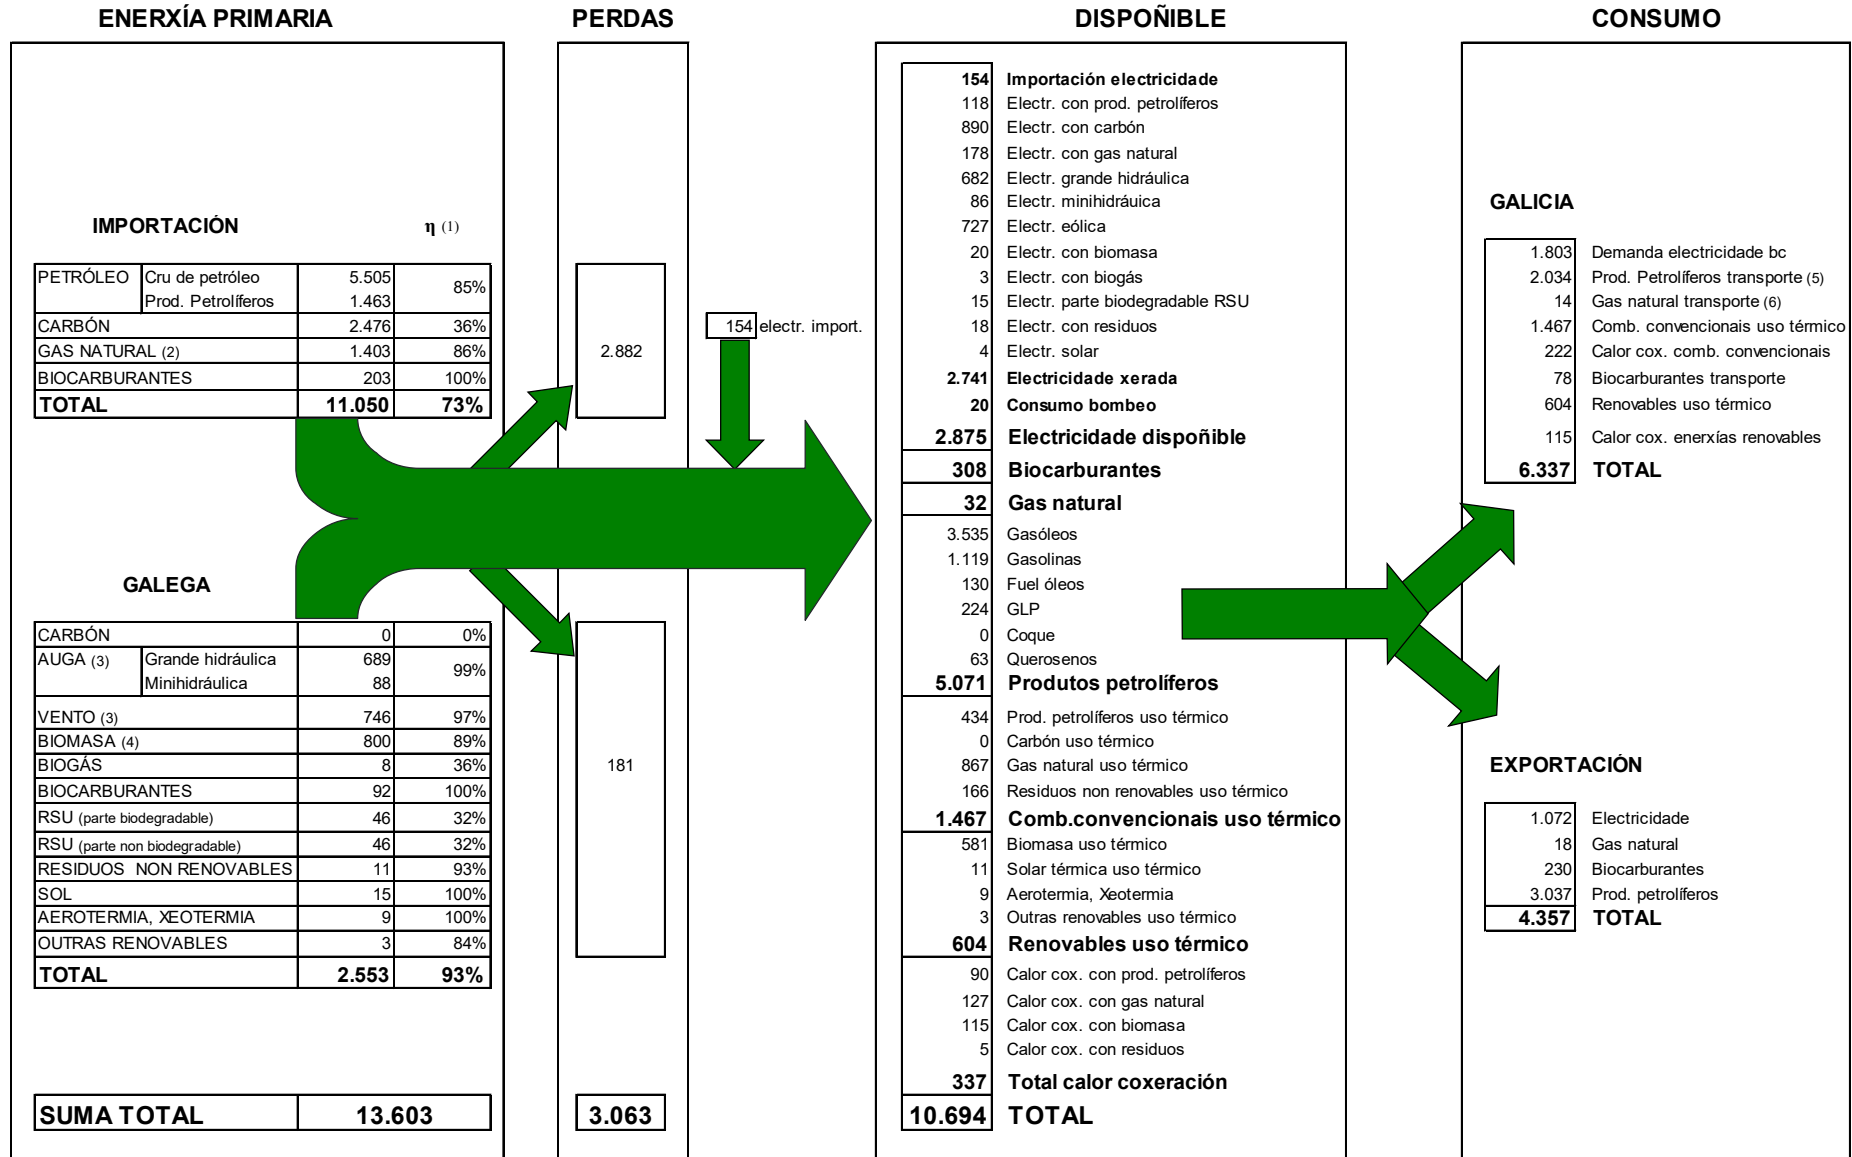 ENERXÍA PRIMARIA
IMPORTACIÓN η (1)
PETRÓLEO Cru de petróleo 5.505 85%
Prod. Petrolíferos 1.463
CARBÓN 2.476 36%
GAS NATURAL (2) 1.403 86%
BIOCARBURANTES 203 100%
TOTAL 11.050 73%
GALEGA
CARBÓN 0 0%
AUGA (3) Grande hidráulica 689 99%
Minihidráulica 88
VENTO (3) 746 97%
BIOMASA (4) 800 89%
BIOGÁS 8 36%
BIOCARBURANTES 92 100%
RSU (parte biodegradable) 46 32%
RSU (parte non biodegradable) 46 32%
RESIDUOS NON RENOVABLES 11 93%
SOL 15 100%
AEROTERMIA, XEOTERMIA 9 100%
OUTRAS RENOVABLES 3 84%
TOTAL 2.553 93%
SUMA TOTAL 13.603
PERDAS
2.882
181
3.063
154 electr. import.
DISPOÑIBLE
154 Importación electricidade
118 Electr. con prod. petrolíferos
890 Electr. con carbón
178 Electr. con gas natural
682 Electr. grande hidráulica
86 Electr. minihidráuica
727 Electr. eólica
20 Electr. con biomasa
3 Electr. con biogás
15 Electr. parte biodegradable RSU
18 Electr. con residuos
4 Electr. solar
2.741 Electricidade xerada
20 Consumo bombeo
2.875 Electricidade dispoñible
308 Biocarburantes
32 Gas natural
3.535 Gasóleos
1.119 Gasolinas
130 Fuel óleos
224 GLP
0 Coque
63 Querosenos
5.071 Produtos petrolíferos
434 Prod. petrolíferos uso térmico
0 Carbón uso térmico
867 Gas natural uso térmico
166 Residuos non renovables uso térmico
1.467 Comb.convencionais uso térmico
581 Biomasa uso térmico
11 Solar térmica uso térmico
9 Aerotermia, Xeotermia
3 Outras renovables uso térmico
604 Renovables uso térmico
90 Calor cox. con prod. petrolíferos
127 Calor cox. con gas natural
115 Calor cox. con biomasa
5 Calor cox. con residuos
337 Total calor coxeración
10.694 TOTAL
CONSUMO
GALICIA
1.803 Demanda electricidade bc
2.034 Prod. Petrolíferos transporte (5)
14 Gas natural transporte (6)
1.467 Comb. convencionais uso térmico
222 Calor cox. comb. convencionais
78 Biocarburantes transporte
604 Renovables uso térmico
115 Calor cox. enerxías renovables
6.337 TOTAL
EXPORTACIÓN
1.072 Electricidade
18 Gas natural
230 Biocarburantes
3.037 Prod. petrolíferos
4.357 TOTAL